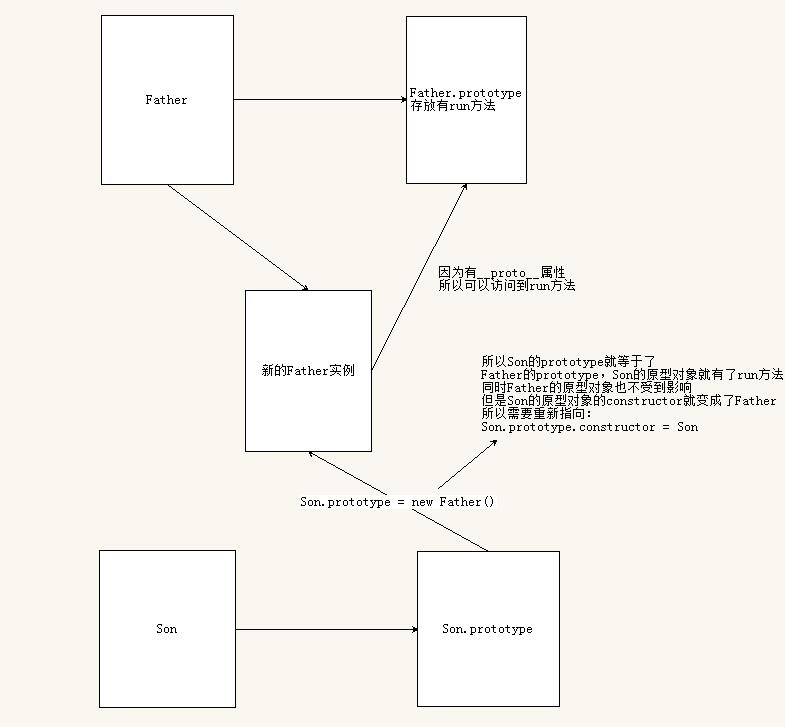 Father
Father.prototype
存放有run方法
因为有__proto__属性
所以可以访问到run方法
新的Father实例
所以Son的prototype就等于了
Father的prototype，Son的原型对象就有了run方法
同时Father的原型对象也不受到影响
但是Son的原型对象的constructor就变成了Father
所以需要重新指向：
Son.prototype.constructor = Son
Son.prototype = new Father()
Son
Son.prototype